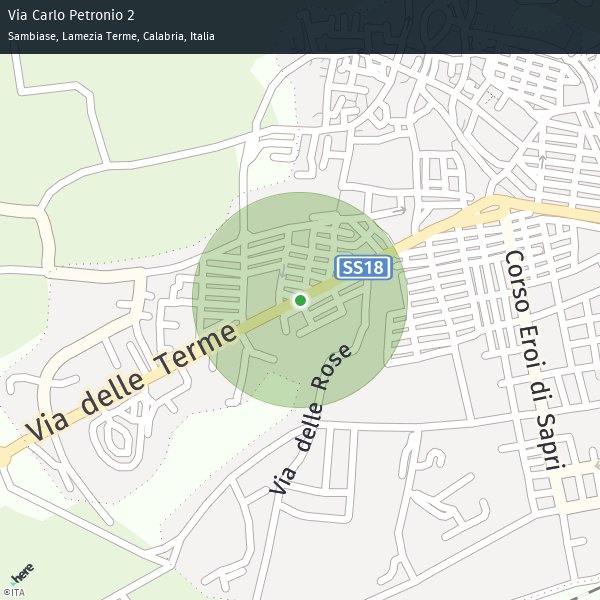 Via Carlo Petronio 2
Sambiase, Lamezia Terme, Calabria, Italia
SS18
Corso Eroi di Sapri
Via delle Terme
Via delle Rose
here
©ITA